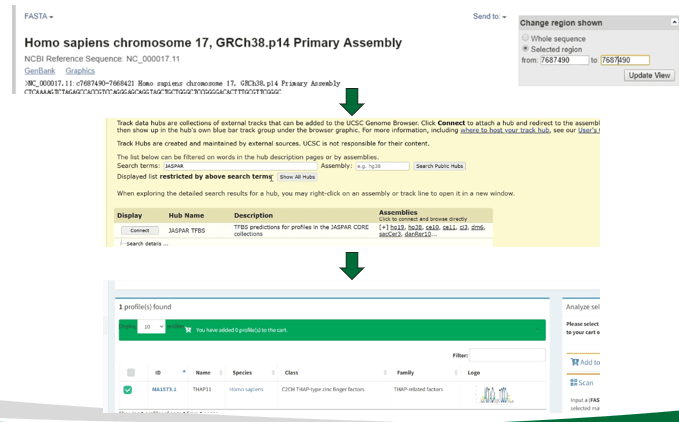 FASTA
Send to:
Homo sapiens chromosome 17, GRCh38.p14 Primary Assembly
NCBI Reference Sequence: NC_000017.11
GenBank Graphics
>NC_000017.11:c7687490-7668421 Homo sapiens chromosome 17, GRCh38.p14 Primary Assembly
CTCAAAAGTCTAGAGCCACCGTCCAGGGAGCAGGTAGCTGCTGGGCTCCGGGGACACTTTGCGTTCGGGC
Change region shown
Whole sequence
Selected region
from: 7687490 to: 7687490
Update View
Track data hubs are collections of external tracks that can be added to the UCSC Genome Browser. Click Connect to attach a hub and redirect to the assembl
then show up in the hub's own blue bar track group under the browser graphic. For more information, including where to host your track hub, see our User's
Track Hubs are created and maintained by external sources. UCSC is not responsible for their content.
The list below can be filtered on words in the hub description pages or by assemblies.
Search terms: JASPAR Assembly: e.g. hg38 Search Public Hubs
Displayed list restricted by above search terms Show All Hubs
When exploring the detailed search results for a hub, you may right-click on an assembly or track line to open it in a new window.
Display Hub Name Description Assemblies
Click to connect and browse directly
Connect JASPAR TFBS TFBS predictions for profiles in the JASPAR CORE collections [+] hg19, hg38, ce10, ce11, ci3, dm6, sacCer3, danRer10...
Search details ...
1 profile(s) found
10
You have added 0 profile(s) to the cart.
Filter:
ID Name Species Class Family Logo
MA1573.1 THAP11 Homo sapiens C2CH THAP-type zinc finger factors THAP-related factors
Analyze sel
Please select
to your cart o
Add to
Scan
Input a (FAS
selected ma